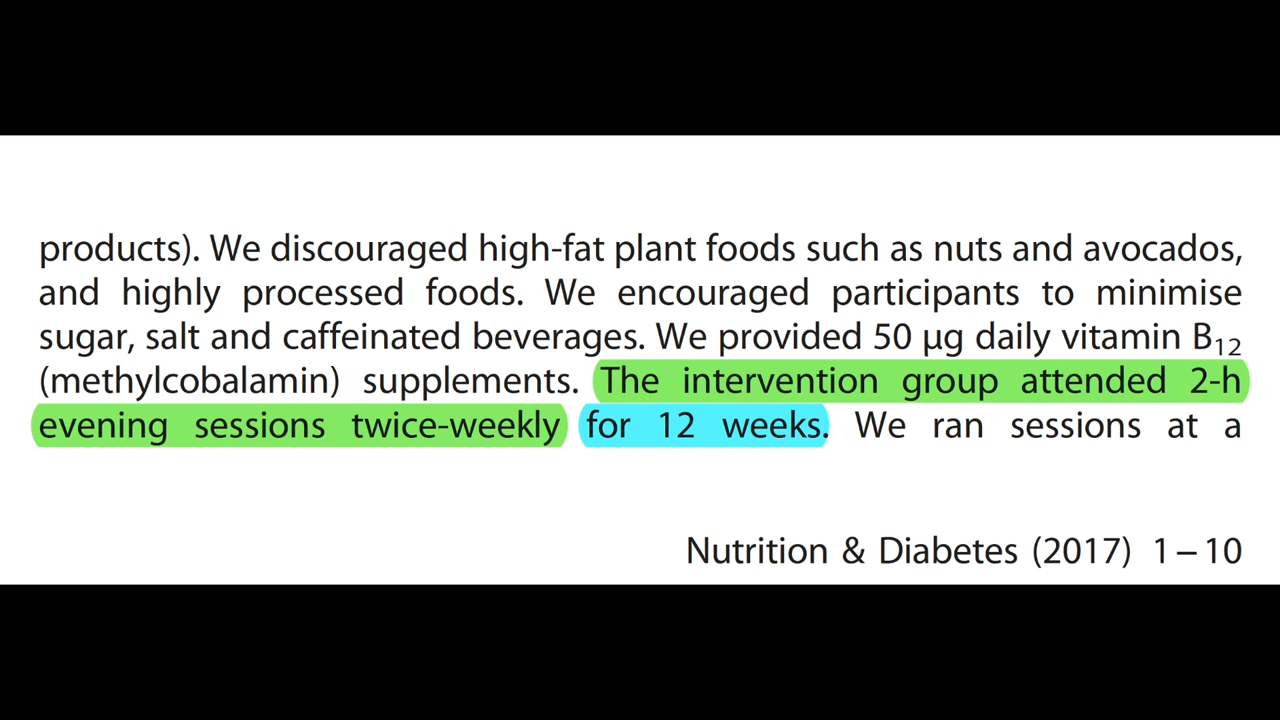 products). We discouraged high-fat plant foods such as nuts and avocados,
and highly processed foods. We encouraged participants to minimise
sugar, salt and caffeinated beverages. We provided 50 μg daily vitamin B₁₂
(methylcobalamin) supplements. The intervention group attended 2-h
evening sessions twice-weekly for 12 weeks. We ran sessions at a
Nutrition & Diabetes (2017) 1 – 10